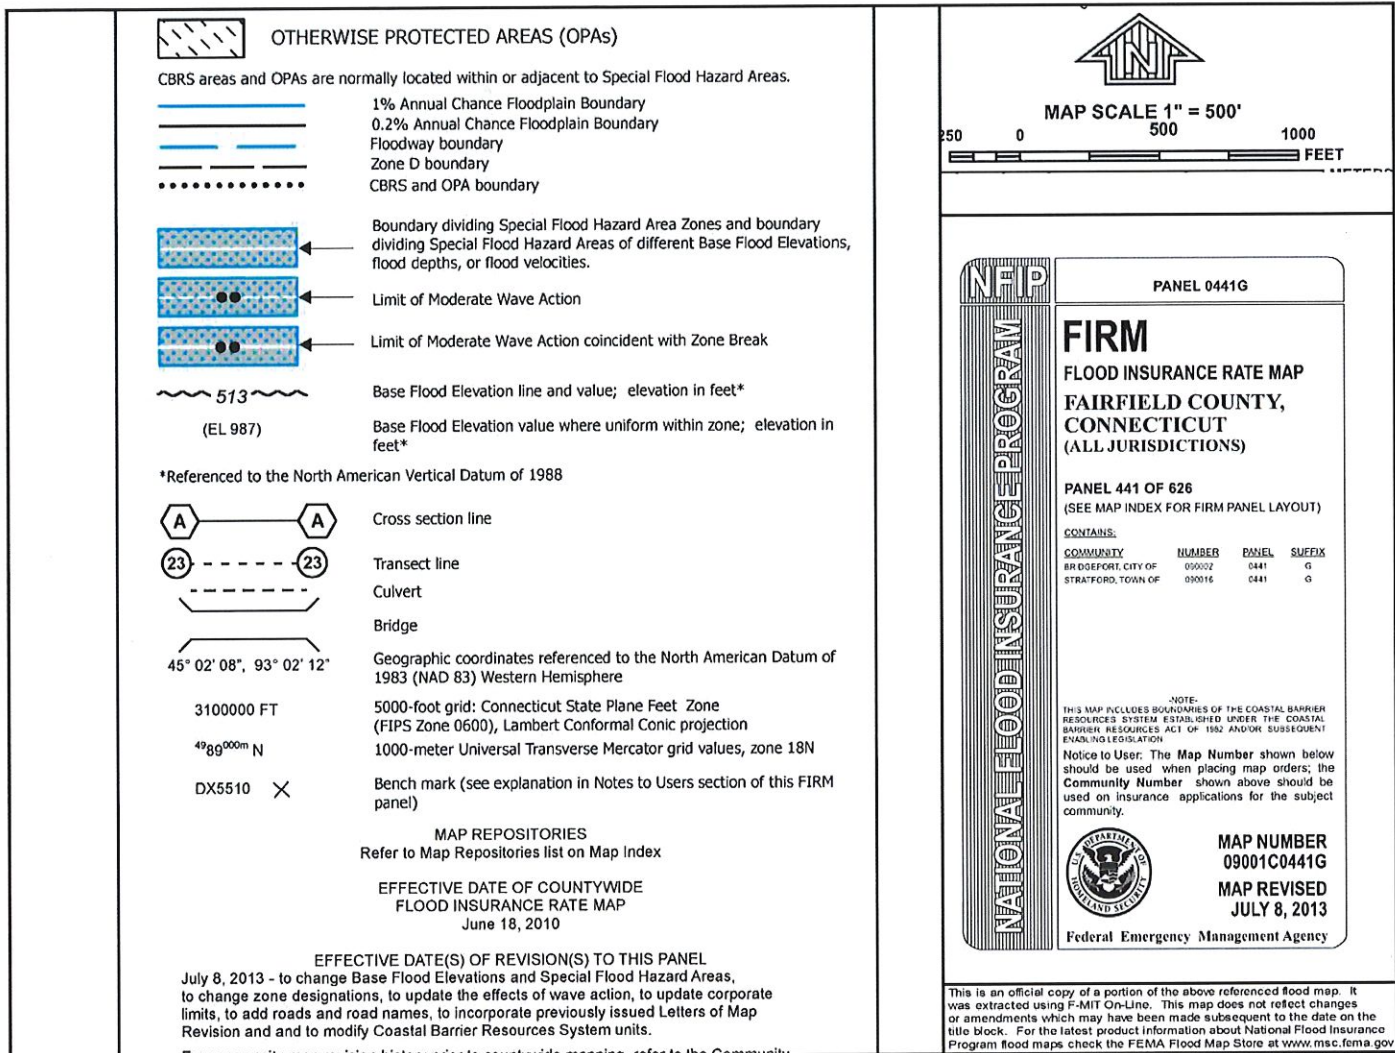 OTHERWISE PROTECTED AREAS (OPAs)
CBRS areas and OPAs are normally located within or adjacent to Special Flood Hazard Areas.
1% Annual Chance Floodplain Boundary
0.2% Annual Chance Floodplain Boundary
Floodway boundary
Zone D boundary
CBRS and OPA boundary
Boundary dividing Special Flood Hazard Area Zones and boundary
dividing Special Flood Hazard Areas of different Base Flood Elevations,
flood depths, or flood velocities.
Limit of Moderate Wave Action
Limit of Moderate Wave Action coincident with Zone Break
513
Base Flood Elevation line and value; elevation in feet*
(EL 987)
Base Flood Elevation value where uniform within zone; elevation in
feet*
*Referenced to the North American Vertical Datum of 1988
A A
Cross section line
23 23
Transect line
Culvert
Bridge
45° 02' 08", 93° 02' 12"
Geographic coordinates referenced to the North American Datum of
1983 (NAD 83) Western Hemisphere
3100000 FT
5000-foot grid: Connecticut State Plane Feet Zone
(FIPS Zone 0600), Lambert Conformal Conic projection
4989000m N
1000-meter Universal Transverse Mercator grid values, zone 18N
DX5510
Bench mark (see explanation in Notes to Users section of this FIRM
panel)
MAP REPOSITORIES
Refer to Map Repositories list on Map Index
EFFECTIVE DATE OF COUNTYWIDE
FLOOD INSURANCE RATE MAP
June 18, 2010
EFFECTIVE DATE(S) OF REVISION(S) TO THIS PANEL
July 8, 2013 - to change Base Flood Elevations and Special Flood Hazard Areas,
to change zone designations, to update the effects of wave action, to update corporate
limits, to add roads and road names, to incorporate previously issued Letters of Map
Revision and and to modify Coastal Barrier Resources System units.
N
MAP SCALE 1" = 500'
250 0 500 1000
FEET
METERS
NFIP
NATIONAL FLOOD INSURANCE PROGRAM
PANEL 0441G
FIRM
FLOOD INSURANCE RATE MAP
FAIRFIELD COUNTY,
CONNECTICUT
(ALL JURISDICTIONS)
PANEL 441 OF 626
(SEE MAP INDEX FOR FIRM PANEL LAYOUT)
CONTAINS:
COMMUNITY NUMBER PANEL SUFFIX
BRIDGEPORT, CITY OF 090002 0441 G
STRATFORD, TOWN OF 090016 0441 G
-NOTE-
THIS MAP INCLUDES BOUNDARIES OF THE COASTAL BARRIER
RESOURCES SYSTEM ESTABLISHED UNDER THE COASTAL
BARRIER RESOURCES ACT OF 1982 AND/OR SUBSEQUENT
ENABLING LEGISLATION
Notice to User: The Map Number shown below
should be used when placing map orders; the
Community Number shown above should be
used on insurance applications for the subject
community.
U.S. DEPARTMENT OF HOMELAND SECURITY
MAP NUMBER
09001C0441G
MAP REVISED
JULY 8, 2013
Federal Emergency Management Agency
This is an official copy of a portion of the above referenced flood map. It
was extracted using F-MIT On-Line. This map does not reflect changes
or amendments which may have been made subsequent to the date on the
title block. For the latest product information about National Flood Insurance
Program flood maps check the FEMA Flood Map Store at www.msc.fema.gov